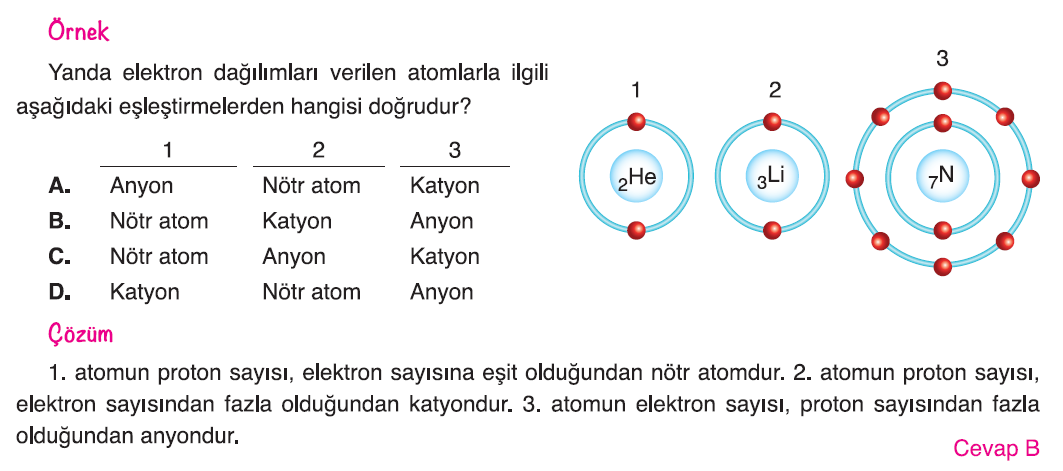 Örnek
Yanda elektron dağılımları verilen atomlarla ilgili
aşağıdaki eşleştirmelerden hangisi doğrudur?
1 2 3
A. Anyon Nötr atom Katyon
B. Nötr atom Katyon Anyon
C. Nötr atom Anyon Katyon
D. Katyon Nötr atom Anyon
1 2 3
₂He ₃Li ₇N
Çözüm
1. atomun proton sayısı, elektron sayısına eşit olduğundan nötr atomdur. 2. atomun proton sayısı,
elektron sayısından fazla olduğundan katyondur. 3. atomun elektron sayısı, proton sayısından fazla
olduğundan anyondur.
Cevap B